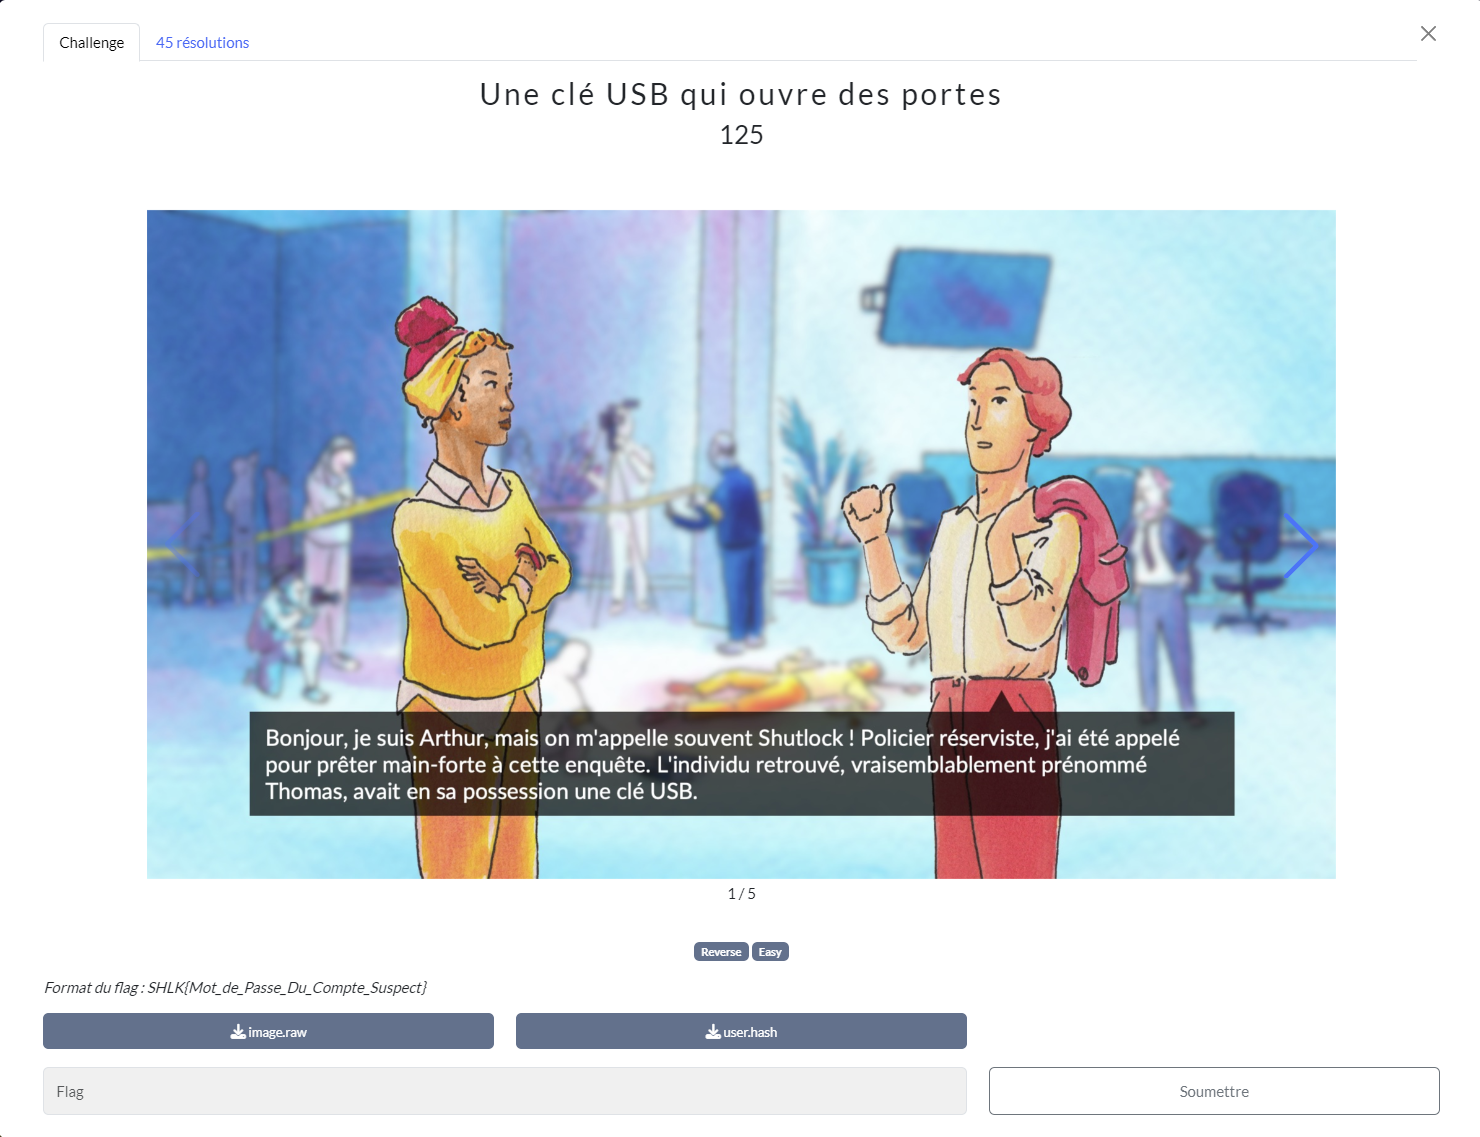 Challenge
45 résolutions
Une clé USB qui ouvre des portes
125
Bonjour, je suis Arthur, mais on m'appelle souvent Shutlock ! Policier réserviste, j'ai été appelé
pour prêter main-forte à cette enquête. L'individu retrouvé, vraisemblablement prénommé
Thomas, avait en sa possession une clé USB.
1 / 5
Reverse Easy
Format du flag : SHLK{Mot_de_Passe_Du_Compte_Suspect}
image.raw
user.hash
Flag
Soumettre